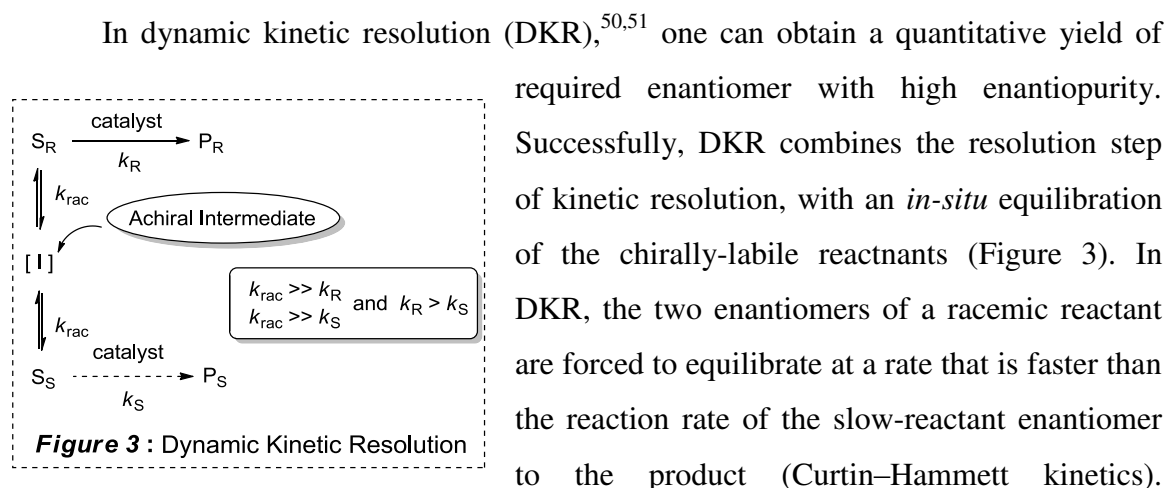 In dynamic kinetic resolution (DKR),50,51 one can obtain a quantitative yield of
required enantiomer with high enantiopurity.
Successfully, DKR combines the resolution step
of kinetic resolution, with an in-situ equilibration
of the chirally-labile reactnants (Figure 3). In
DKR, the two enantiomers of a racemic reactant
are forced to equilibrate at a rate that is faster than
the reaction rate of the slow-reactant enantiomer
to the product (Curtin–Hammett kinetics).
catalyst
SR PR
kR
krac
Achiral Intermediate
[I]
krac >> kR
krac >> kS
and kR > kS
krac
catalyst
SS PS
kS
Figure 3 : Dynamic Kinetic Resolution